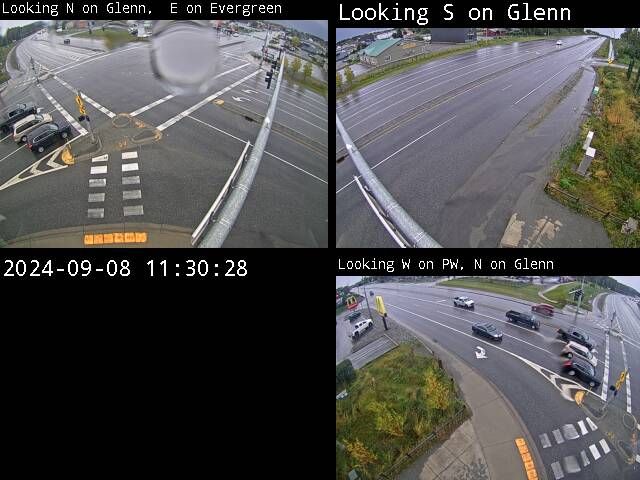 Looking N on Glenn, E on Evergreen
Looking S on Glenn
2024-09-08 11:30:28
Looking W on PW, N on Glenn